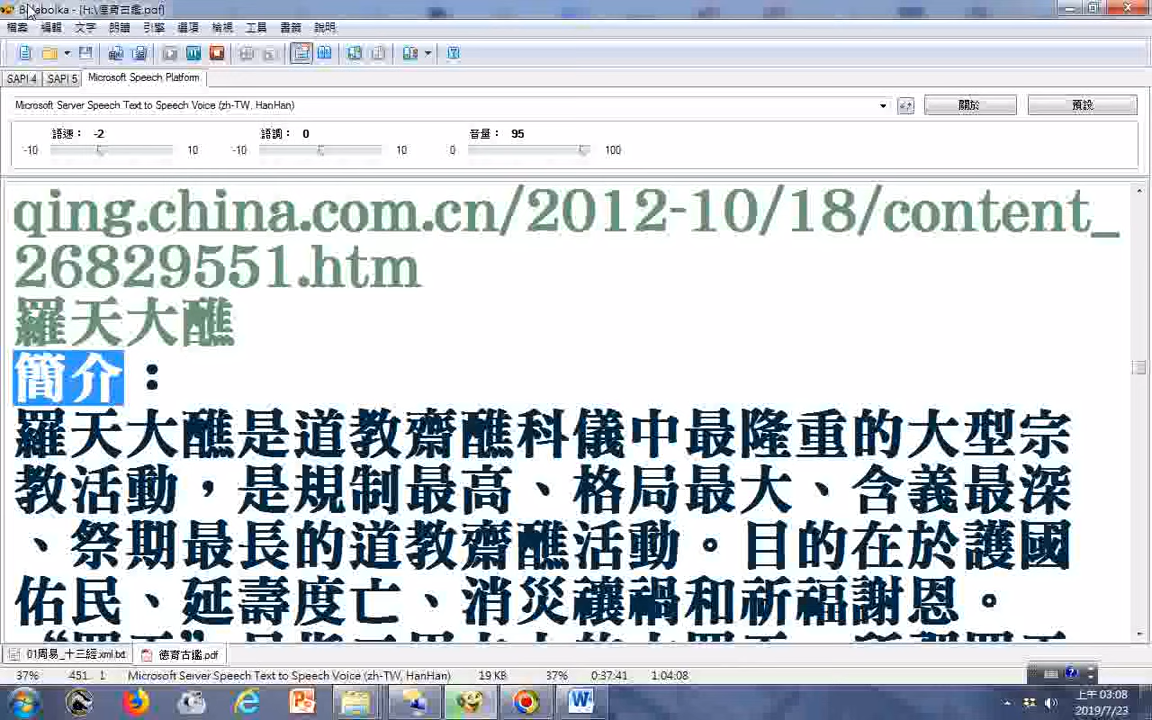 Balabolka - [H:\德育古鑑.pdf]
檔案 編輯 文字 朗讀 引擎 選項 檢視 工具 書籤 說明
SAPI 4 SAPI 5 Microsoft Speech Platform
Microsoft Server Speech Text to Speech Voice (zh-TW, HanHan) 關於 預設
語速： -2 語調： 0 音量： 95
-10 10 -10 10 0 100
qing.china.com.cn/2012-10/18/content_
26829551.htm
羅天大醮
簡介：
羅天大醮是道教齋醮科儀中最隆重的大型宗
教活動，是規制最高、格局最大、含義最深
、祭期最長的道教齋醮活動。目的在於護國
佑民、延壽度亡、消災禳禍和祈福謝恩。
01周易_十三經.xml.txt 德育古鑑.pdf
37% 451: 1 Microsoft Server Speech Text to Speech Voice (zh-TW, HanHan) 19 KB 37% 0:37:41 1:04:08
上午 03:08
2019/7/23